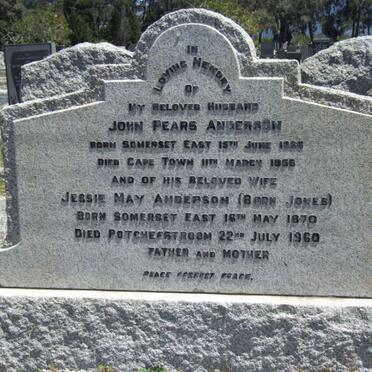 IN
LOVING MEMORY
OF
MY BELOVED HUSBAND
JOHN PEARS ANDERSON
BORN SOMERSET EAST 15TH JUNE
DIED CAPE TOWN 11TH MARCH
AND OF HIS BELOVED WIFE
JESSIE MAY ANDERSON (BORN JONES)
BORN SOMERSET EAST 16TH MAY 1870
DIED POTCHEFSTROOM 22ND JULY 1960
FATHER AND MOTHER
PEACE PERFECT PEACE.